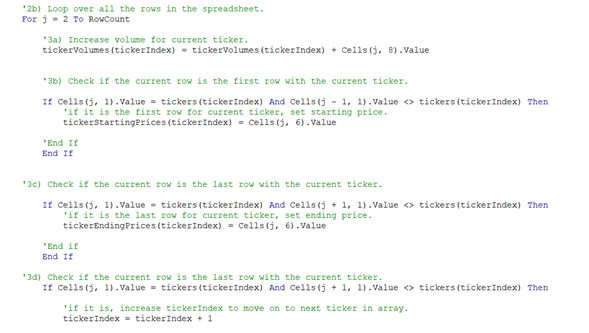 '2b) Loop over all the rows in the spreadsheet.
For j = 2 To RowCount
'3a) Increase volume for current ticker.
tickerVolumes(tickerIndex) = tickerVolumes(tickerIndex) + Cells(j, 8).Value
'3b) Check if the current row is the first row with the current ticker.
If Cells(j, 1).Value = tickers(tickerIndex) And Cells(j - 1, 1).Value <> tickers(tickerIndex) Then
'if it is the first row for current ticker, set starting price.
tickerStartingPrices(tickerIndex) = Cells(j, 6).Value
'End If
End If
'3c) Check if the current row is the last row with the current ticker.
If Cells(j, 1).Value = tickers(tickerIndex) And Cells(j + 1, 1).Value <> tickers(tickerIndex) Then
'if it is the last row for current ticker, set ending price.
tickerEndingPrices(tickerIndex) = Cells(j, 6).Value
'End if
End If
'3d) Check if the current row is the last row with the current ticker.
If Cells(j, 1).Value = tickers(tickerIndex) And Cells(j + 1, 1).Value <> tickers(tickerIndex) Then
'if it is, increase tickerIndex to move on to next ticker in array.
tickerIndex = tickerIndex + 1